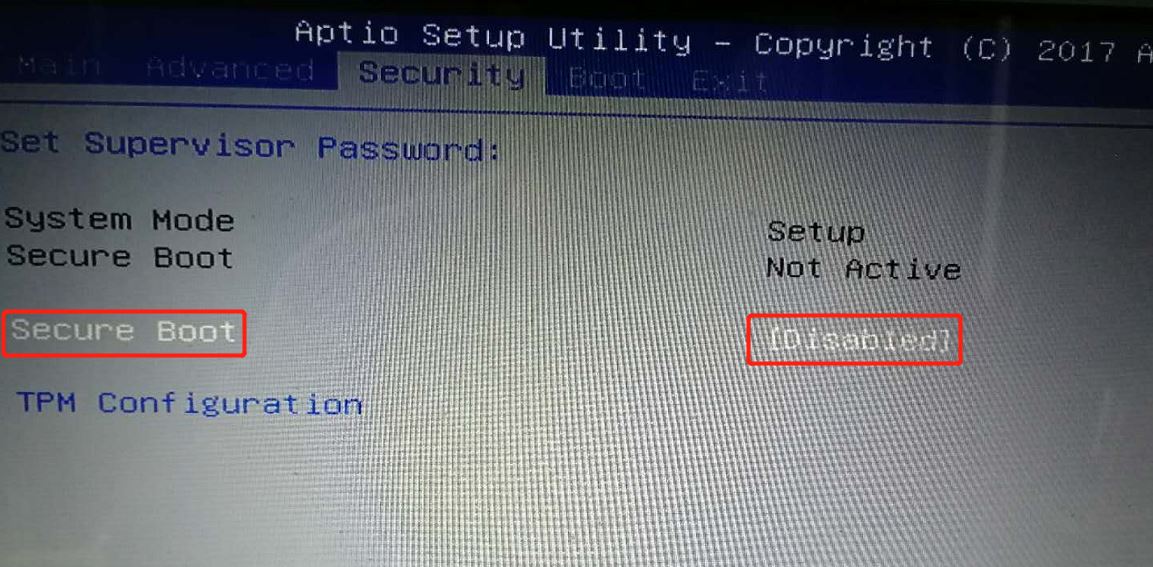 Aptio Setup Utility – Copyright (C) 2017 A
Main Advanced Security Boot Exit
Set Supervisor Password:
System Mode Setup
Secure Boot Not Active
Secure Boot [Disabled]
TPM Configuration